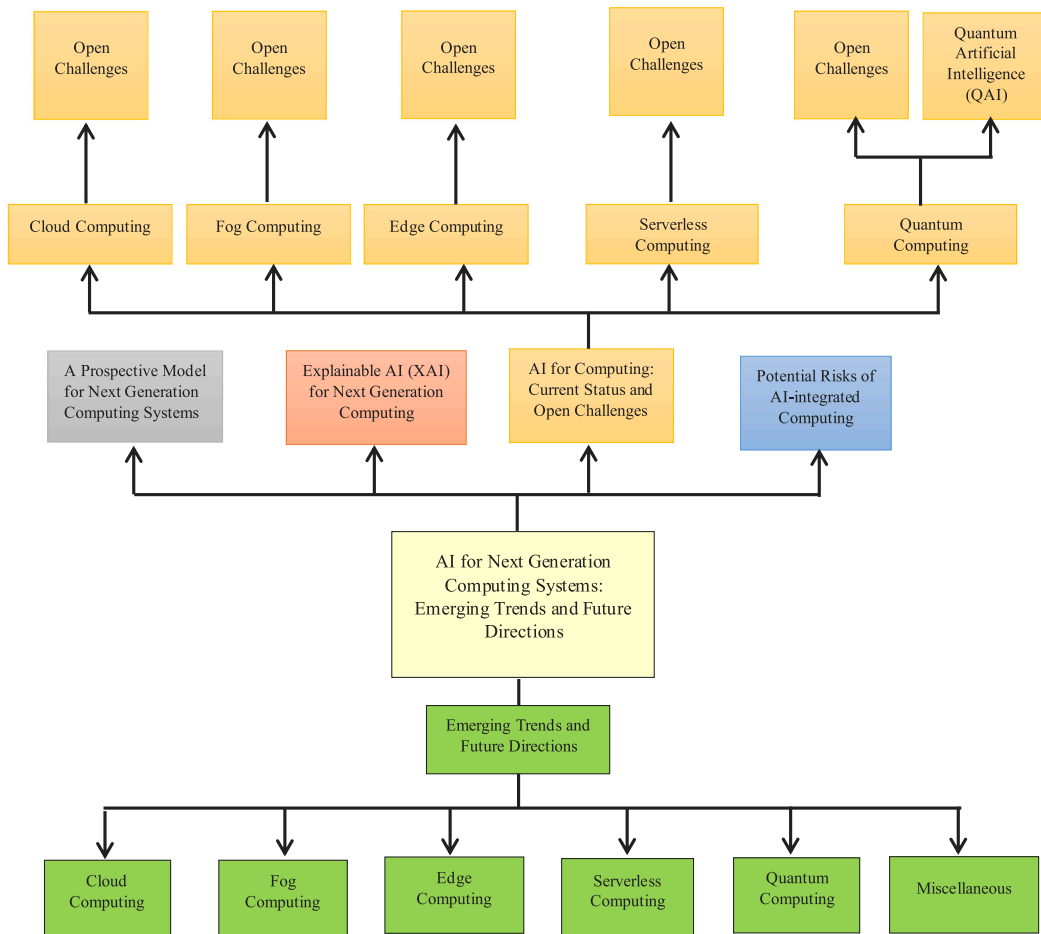 Open
Challenges
Open
Challenges
Open
Challenges
Open
Challenges
Open
Challenges
Quantum
Artificial
Intelligence
(QAI)
Cloud Computing
Fog Computing
Edge Computing
Serverless
Computing
Quantum
Computing
A Prospective Model
for Next Generation
Computing Systems
Explainable AI (XAI)
for Next Generation
Computing
AI for Computing:
Current Status and
Open Challenges
Potential Risks of
AI-integrated
Computing
AI for Next Generation
Computing Systems:
Emerging Trends and Future
Directions
Emerging Trends and
Future Directions
Cloud
Computing
Fog
Computing
Edge
Computing
Serverless
Computing
Quantum
Computing
Miscellaneous